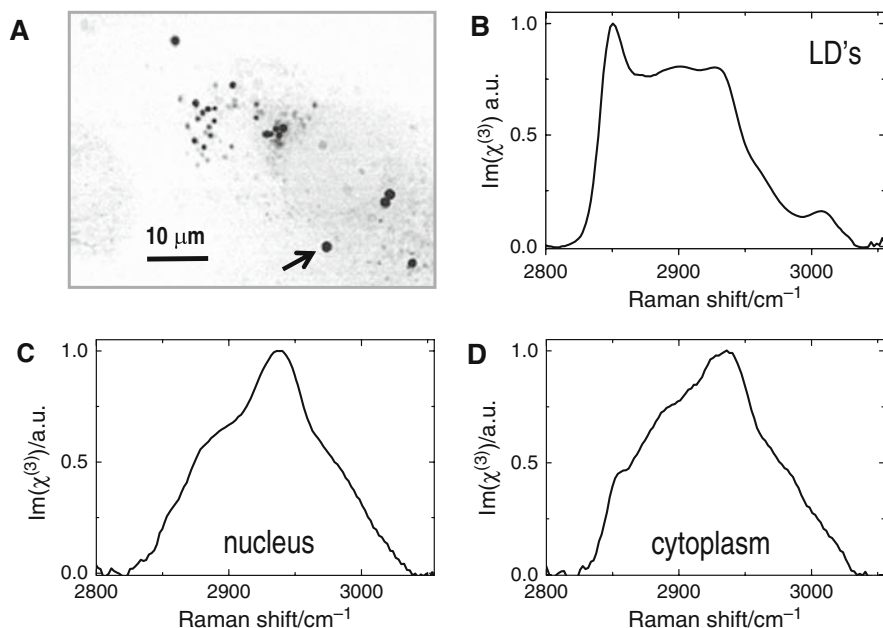 A
10 μm
B
LD's
Im(χ(3)) a.u.
1.0
0.5
0.0
2800 2900 3000
Raman shift/cm−1
C
nucleus
Im(χ(3))/a.u.
1.0
0.5
0.0
2800 2900 3000
Raman shift/cm−1
D
cytoplasm
Im(χ(3))/a.u.
1.0
0.5
0.0
2800 2900 3000
Raman shift/cm−1